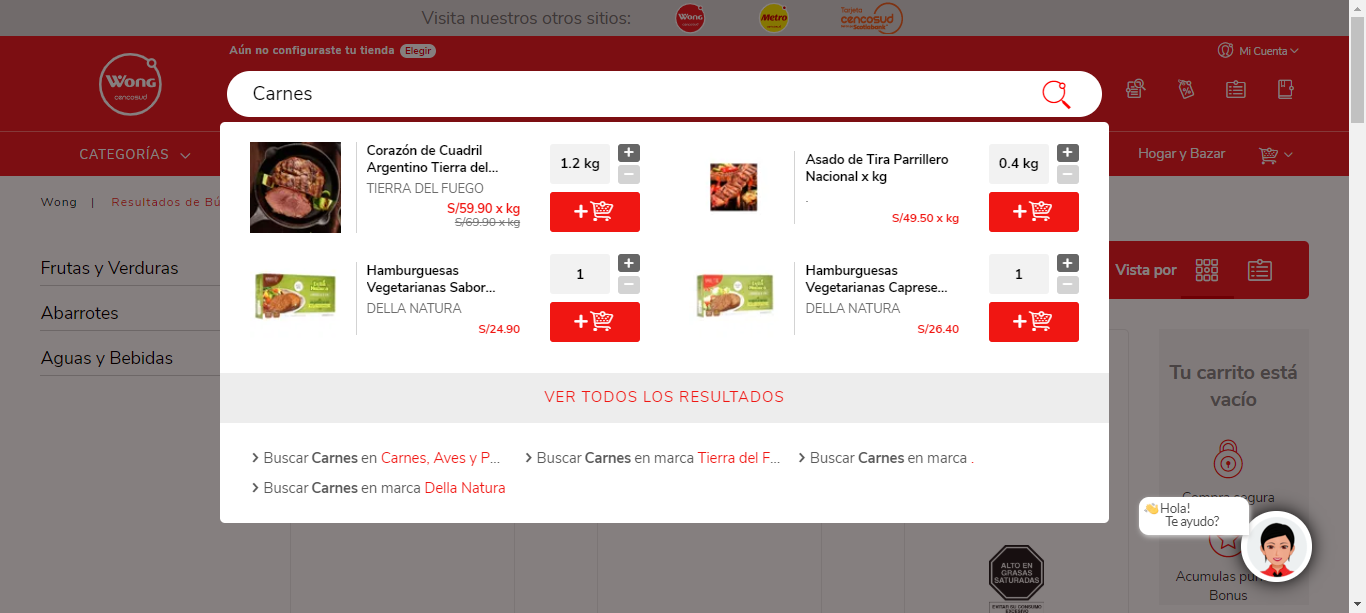 Visita nuestros otros sitios:
Wong
Metro
Tarjeta
cencosud
Aún no configuraste tu tienda Elegir
Mi Cuenta
Wong
cencosud
Carnes
CATEGORÍAS
Hogar y Bazar
Wong | Resultados de Bú
Frutas y Verduras
Abarrotes
Aguas y Bebidas
Corazón de Cuadril
Argentino Tierra del...
TIERRA DEL FUEGO
S/59.90 x kg
S/69.90 x kg
1.2 kg
+
−
+
Asado de Tira Parrillero
Nacional x kg
.
S/49.50 x kg
0.4 kg
+
−
+
Hamburguesas
Vegetarianas Sabor...
DELLA NATURA
S/24.90
1
+
−
+
Hamburguesas
Vegetarianas Caprese...
DELLA NATURA
S/26.40
1
+
−
+
VER TODOS LOS RESULTADOS
Buscar Carnes en Carnes, Aves y P...
Buscar Carnes en marca Tierra del F...
Buscar Carnes en marca .
Buscar Carnes en marca Della Natura
Vista por
Tu carrito está
vacío
Compra segura
Hola!
Te ayudo?
Acumulas pun
Bonus
ALTO EN
GRASAS
SATURADAS
EVITAR SU CONSUMO
EXCESIVO